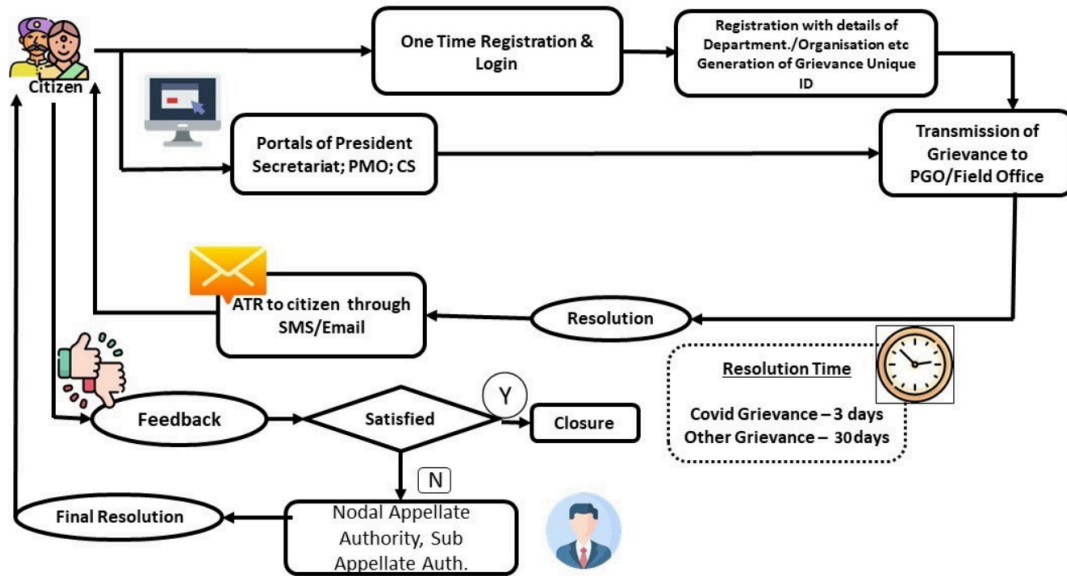 Citizen
One Time Registration &
Login
Registration with details of
Department./Organisation etc
Generation of Grievance Unique
ID
Portals of President
Secretariat; PMO; CS
Transmission of
Grievance to
PGO/Field Office
ATR to citizen through
SMS/Email
Resolution
Resolution Time
Covid Grievance – 3 days
Other Grievance – 30days
Feedback
Satisfied
Y
Closure
N
Nodal Appellate
Authority, Sub
Appellate Auth.
Final Resolution